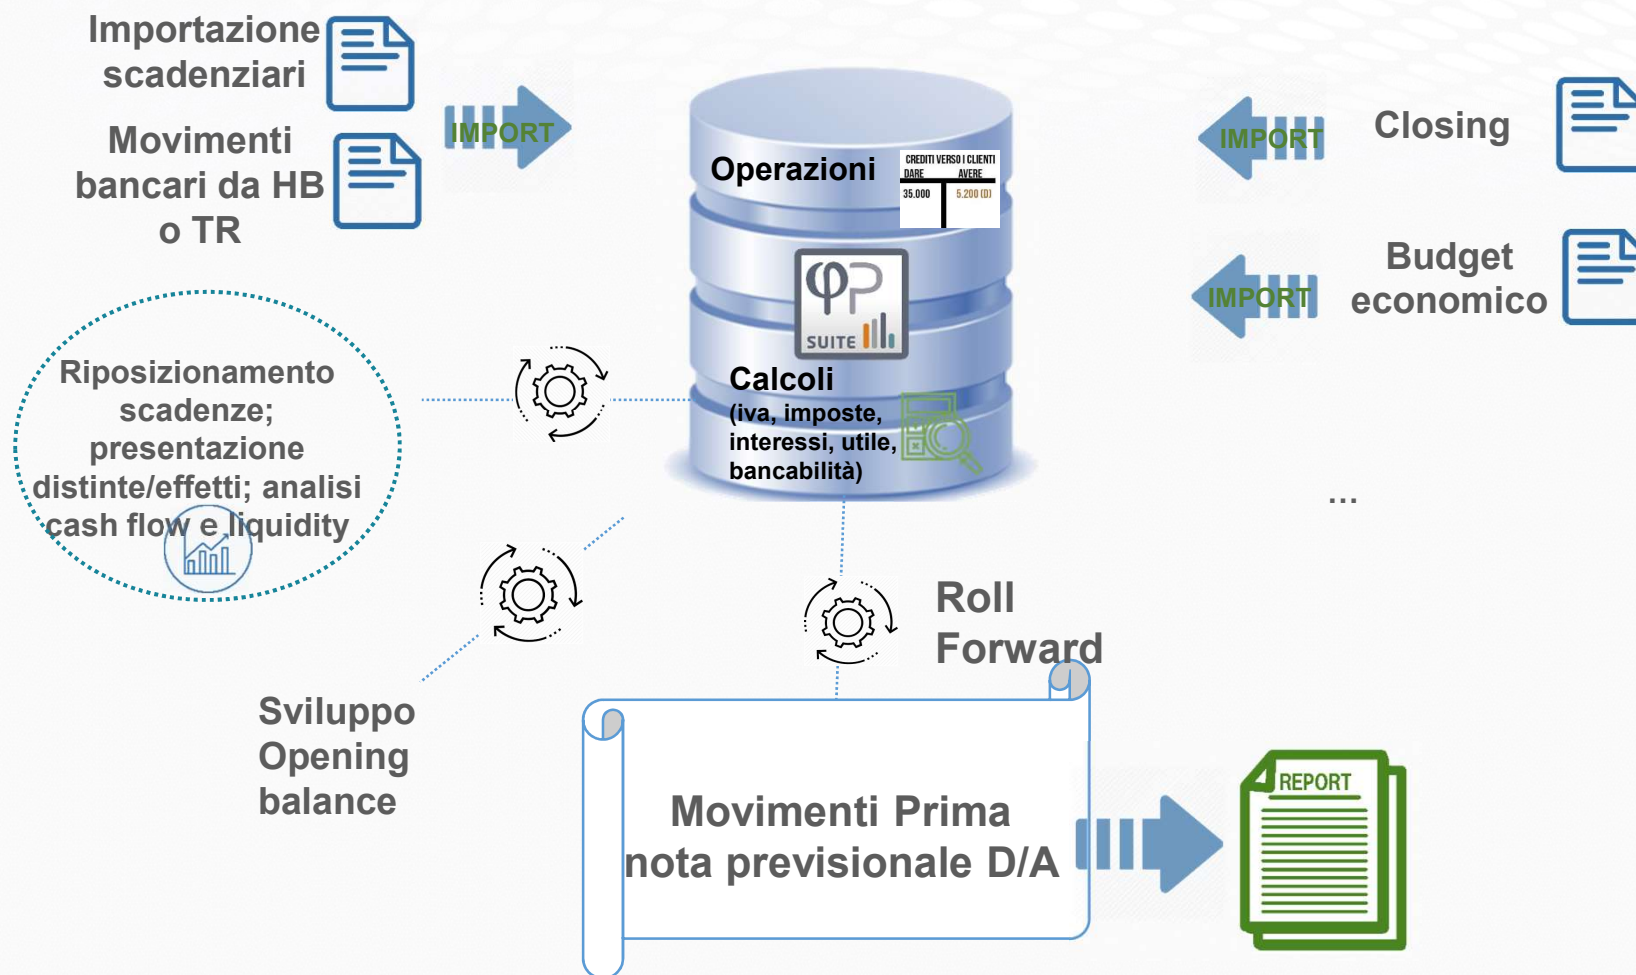 Importazione
scadenziari
Movimenti
bancari da HB
o TR
IMPORT
Operazioni
CREDITI VERSO I CLIENTI
DARE AVERE
35.000 5.200 (D)
φP
SUITE
Calcoli
(iva, imposte,
interessi, utile,
bancabilità)
IMPORT
Closing
IMPORT
Budget
economico
...
Riposizionamento
scadenze;
presentazione
distinte/effetti; analisi
cash flow e liquidity
Sviluppo
Opening
balance
Roll
Forward
Movimenti Prima
nota previsionale D/A
REPORT